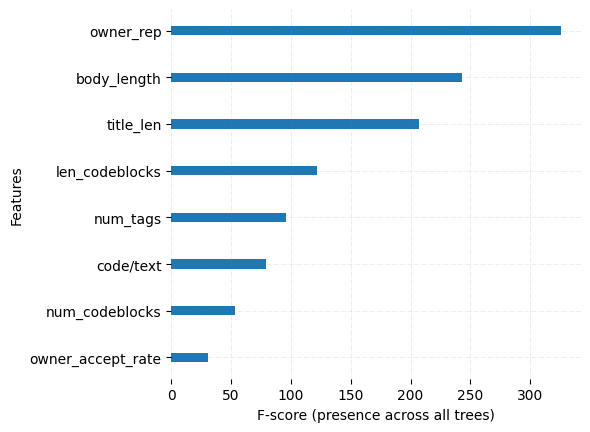 owner_rep
body_length
title_len
len_codeblocks
num_tags
code/text
num_codeblocks
owner_accept_rate
Features
0 50 100 150 200 250 300
F-score (presence across all trees)